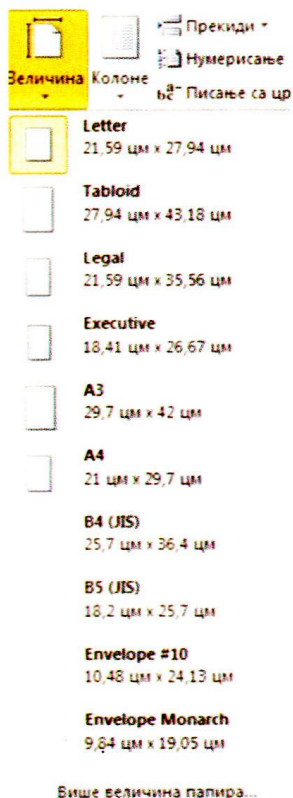 Величина
Колоне
Прекиди
Нумерисање
Писање са цр
Letter
21,59 цм x 27,94 цм
Tabloid
27,94 цм x 43,18 цм
Legal
21,59 цм x 35,56 цм
Executive
18,41 цм x 26,67 цм
A3
29,7 цм x 42 цм
A4
21 цм x 29,7 цм
B4 (JIS)
25,7 цм x 36,4 цм
B5 (JIS)
18,2 цм x 25,7 цм
Envelope #10
10,48 цм x 24,13 цм
Envelope Monarch
9,84 цм x 19,05 цм
Више величина папира...